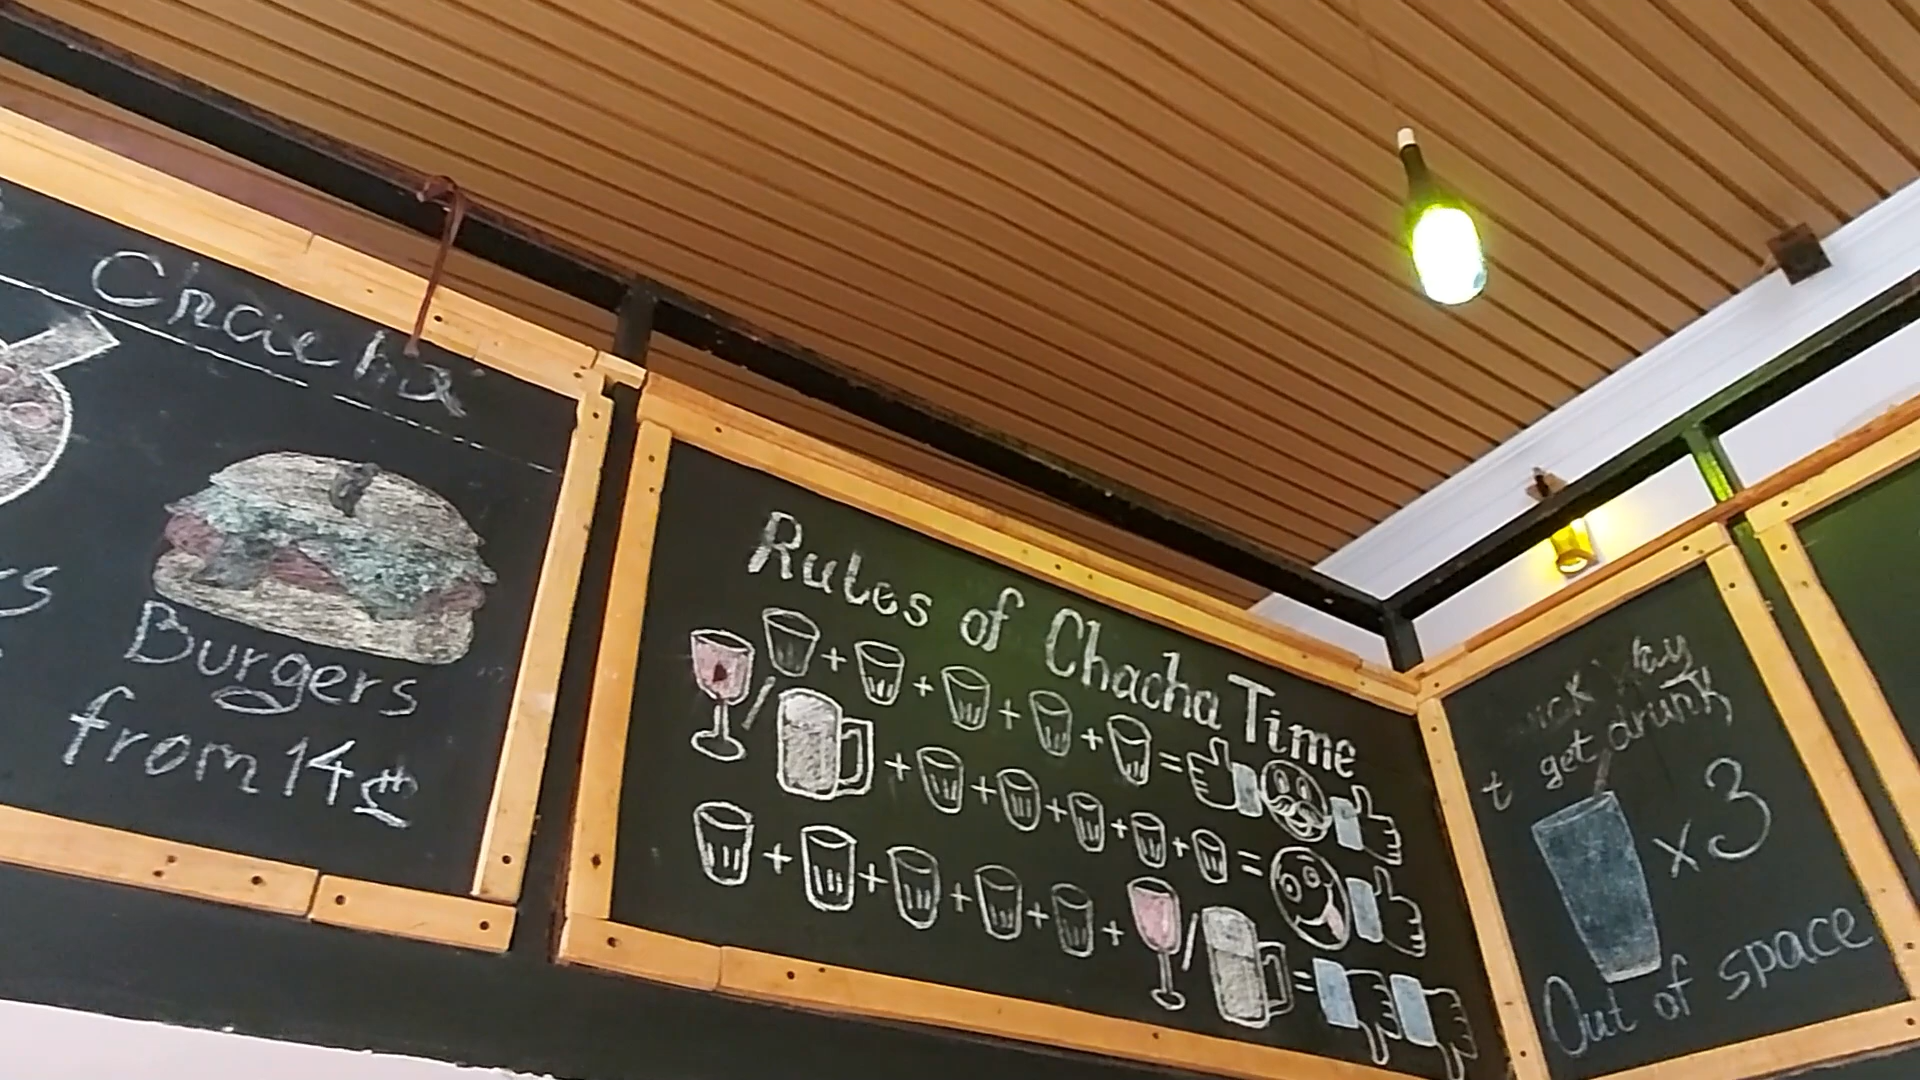 Chacha
Burgers
from 14₾
Rules of Chacha Time
+ + + + =
/ + + + + + =
+ + + + + / =
get drunk
x3
Out of space